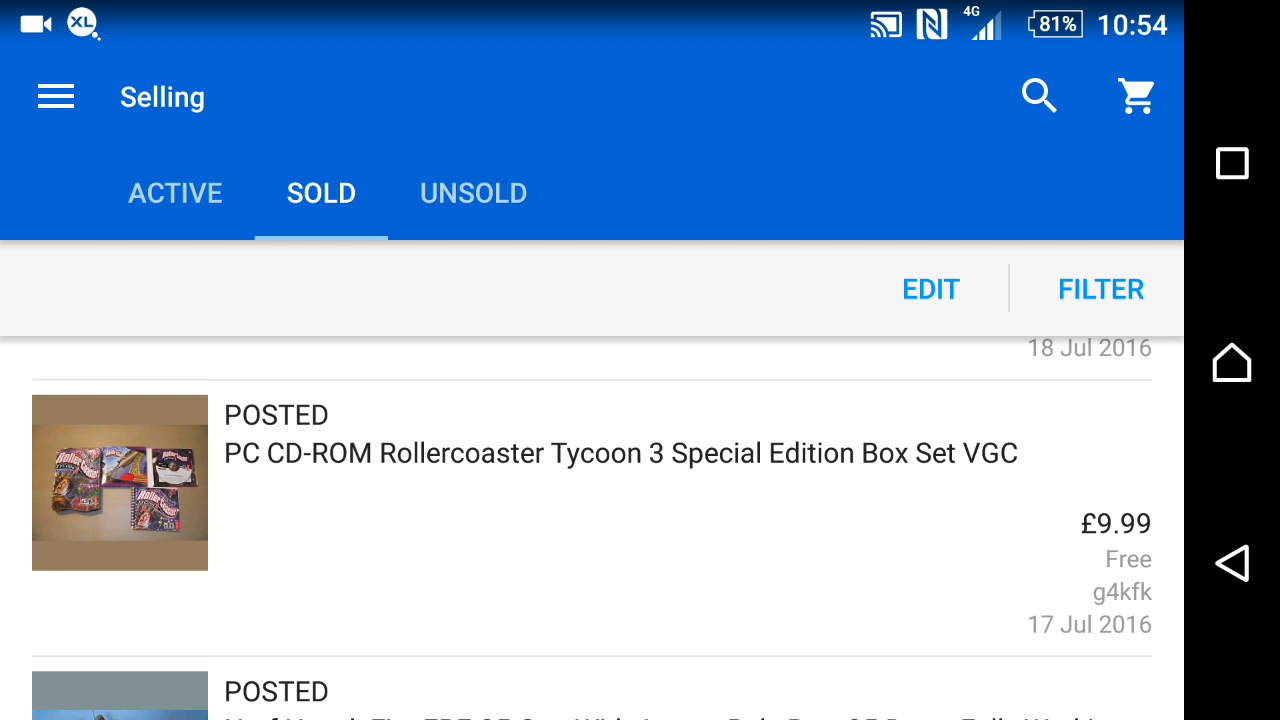 XL
4G
81%
10:54
Selling
ACTIVE
SOLD
UNSOLD
EDIT
FILTER
18 Jul 2016
POSTED
PC CD-ROM Rollercoaster Tycoon 3 Special Edition Box Set VGC
£9.99
Free
g4kfk
17 Jul 2016
POSTED